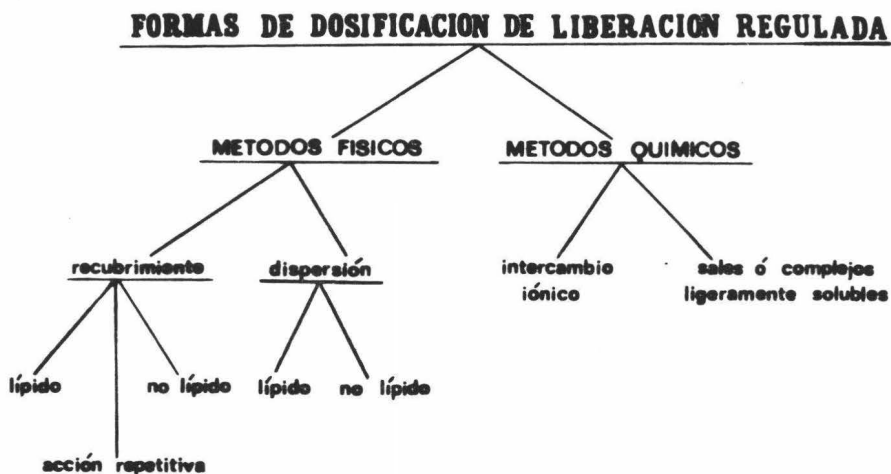 FORMAS DE DOSIFICACION DE LIBERACION REGULADA
METODOS FISICOS
METODOS QUIMICOS
recubrimiento
dispersión
intercambio
iónico
sales ó complejos
ligeramente solubles
lípido
no lípido
lípido
no lípido
acción repetitiva